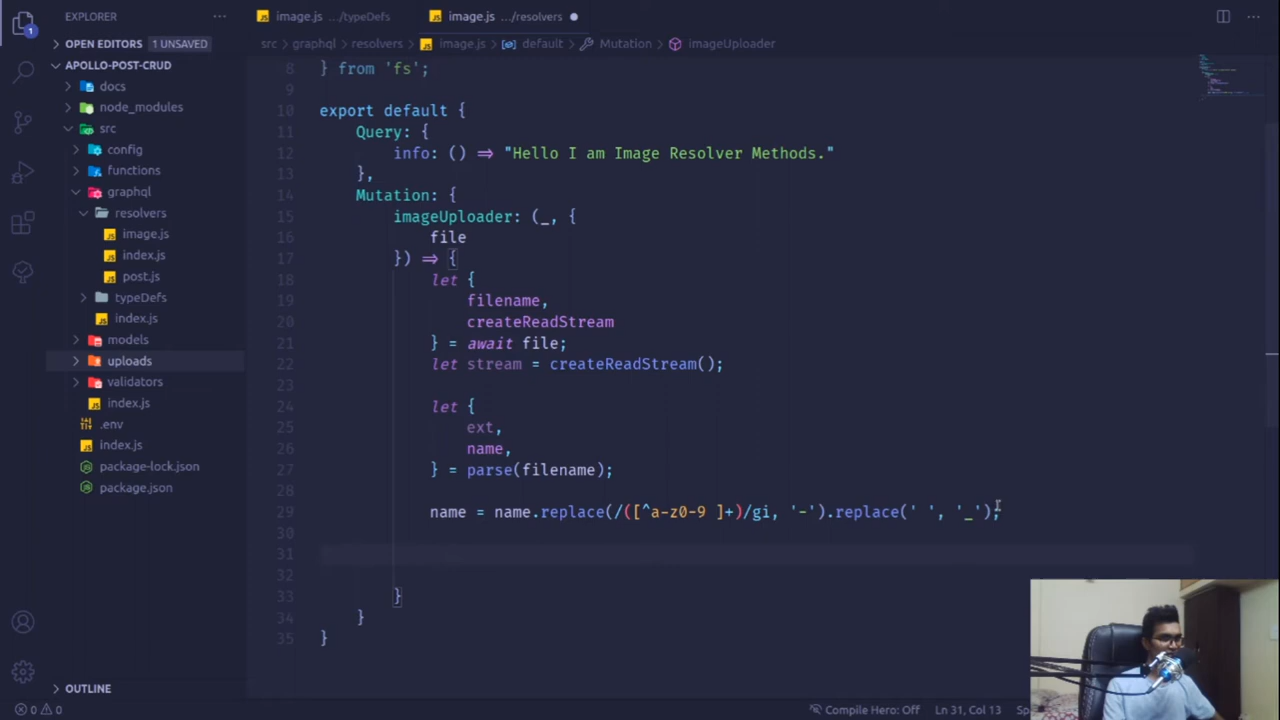 EXPLORER
OPEN EDITORS 1 UNSAVED
APOLLO-POST-CRUD
docs
node_modules
src
config
functions
graphql
resolvers
image.js
index.js
post.js
typeDefs
index.js
models
uploads
validators
index.js
.env
index.js
package-lock.json
package.json
OUTLINE
0 0
1
image.js .../typeDefs
image.js .../resolvers
src > graphql > resolvers > image.js > default > Mutation > imageUploader
8 } from 'fs';
9
10 export default {
11 Query: {
12 info: () => "Hello I am Image Resolver Methods."
13 },
14 Mutation: {
15 imageUploader: (_, {
16 file
17 }) => {
18 let {
19 filename,
20 createReadStream
21 } = await file;
22 let stream = createReadStream();
23
24 let {
25 ext,
26 name,
27 } = parse(filename);
28
29 name = name.replace(/([^a-z0-9 ]+)/gi, '-').replace(' ', '_');
30
31
32
33 }
34 }
35 }
Compile Hero: Off Ln 31, Col 13